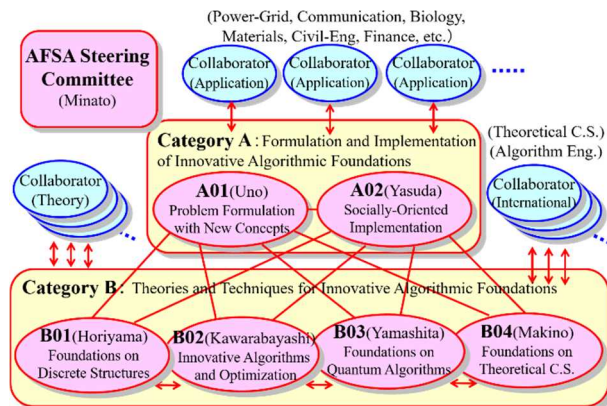 (Power-Grid, Communication, Biology,
Materials, Civil-Eng, Finance, etc.)
AFSA Steering
Committee
(Minato)
Collaborator
(Application)
Collaborator
(Application)
Collaborator
(Application)
Category A : Formulation and Implementation
of Innovative Algorithmic Foundations
(Theoretical C.S.)
(Algorithm Eng.)
Collaborator
(Theory)
A01(Uno)
Problem Formulation
with New Concepts
A02(Yasuda)
Socially-Oriented
Implementation
Collaborator
(International)
Category B : Theories and Techniques for Innovative Algorithmic Foundations
B01(Horiyama)
Foundations on
Discrete Structures
B02(Kawarabayashi)
Innovative Algorithms
and Optimization
B03(Yamashita)
Foundations on
Quantum Algorithms
B04(Makino)
Foundations on
Theoretical C.S.